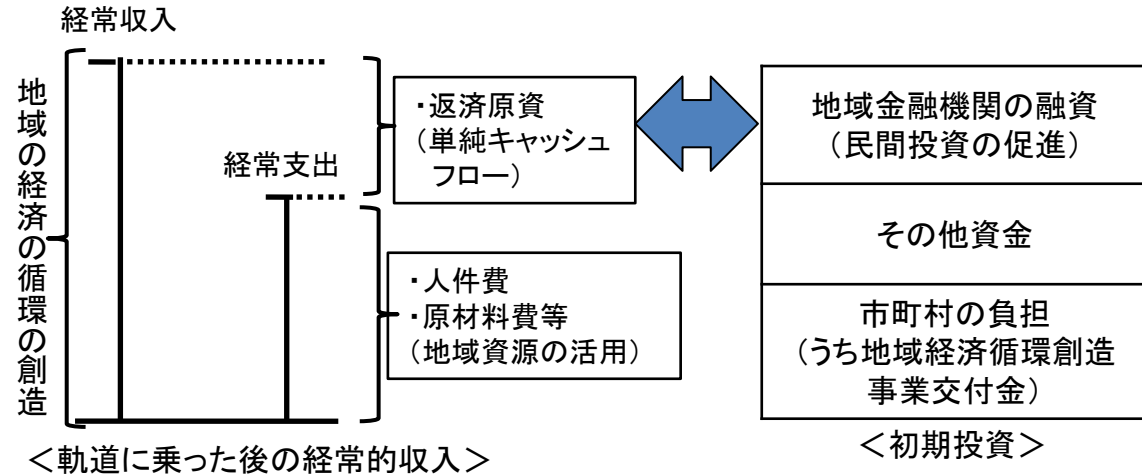 経常収入
地域の経済の循環の創造
経常支出
・返済原資
(単純キャッシュ
フロー)
・人件費
・原材料費等
(地域資源の活用)
<軌道に乗った後の経常的収入>
地域金融機関の融資
(民間投資の促進)
その他資金
市町村の負担
(うち地域経済循環創造
事業交付金)
<初期投資>